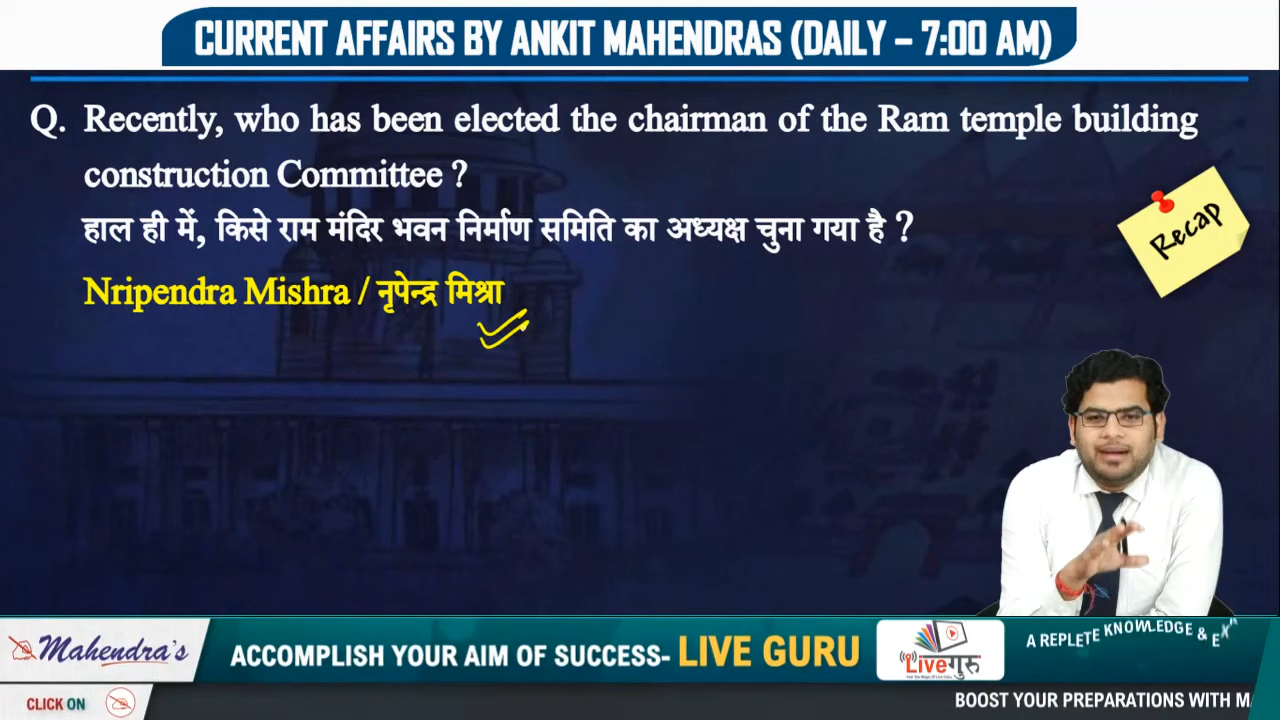 CURRENT AFFAIRS BY ANKIT MAHENDRAS (DAILY – 7:00 AM)
Q. Recently, who has been elected the chairman of the Ram temple building
construction Committee ?
हाल ही में, किसे राम मंदिर भवन निर्माण समिति का अध्यक्ष चुना गया है ?
Nripendra Mishra / नृपेन्द्र मिश्रा
Recap
Mahendra's
ACCOMPLISH YOUR AIM OF SUCCESS- LIVE GURU
Liveगुरु
A REPLETE KNOWLEDGE & EX
CLICK ON
BOOST YOUR PREPARATIONS WITH M